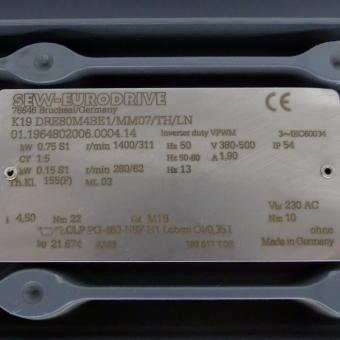 SEW-EURODRIVE
76646 Bruchsal/Germany
K19 DRE80M4BE1/MM07/TH/LN
01.1964802006.0004.14 Inverter duty VPWM 3~IEC60034
kW 0.75 S1 r/min 1400/311 Hz 50 V 380-500 IP 54
CV 1:5 Hz 50-60 A 1,90
kW 0.15 S1 r/min 280/62 Hz 13
Th.Kl. 155(F) ML 03
i 4,50 Nm 22 M1B Vbr 230 AC
Nm 10
CLP PG-460-NSF-H1 Öl/0,35 l ohne
kg 21.674 Made in Germany